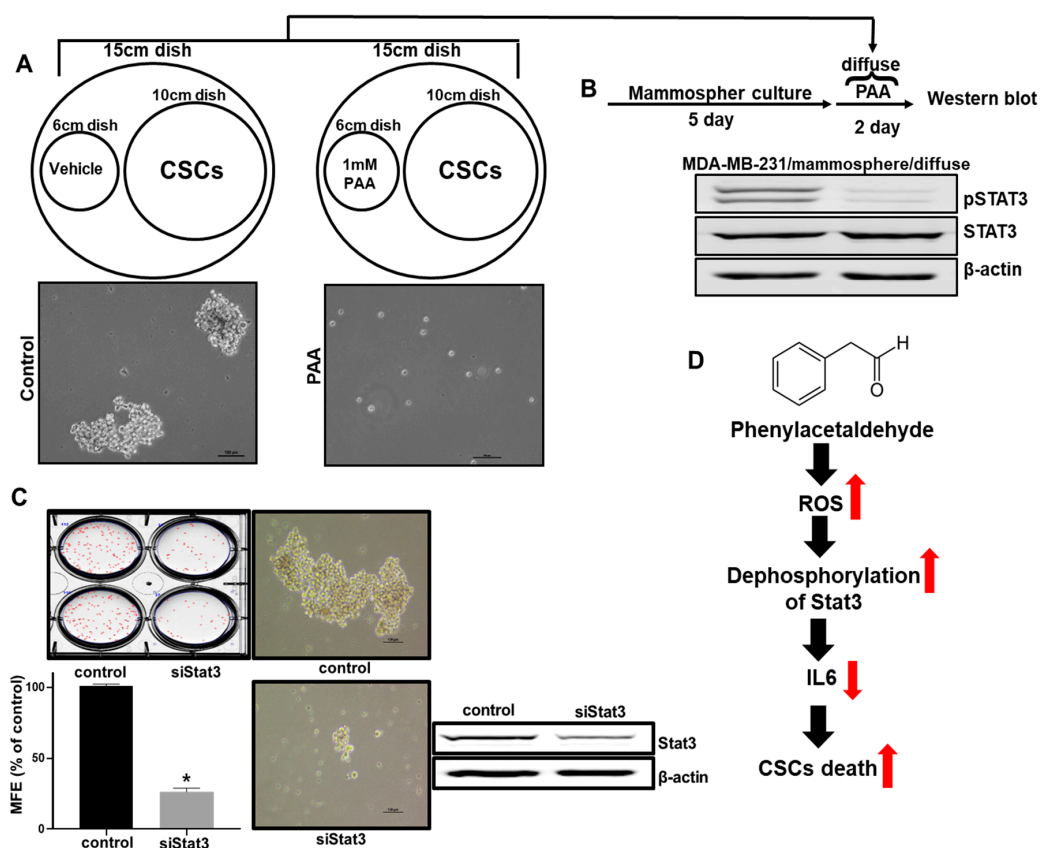 A
15cm dish
15cm dish
10cm dish
10cm dish
6cm dish
6cm dish
Vehicle
CSCs
1mM
PAA
CSCs
Control
PAA
B
diffuse
PAA
Mammospher culture
5 day
2 day
Western blot
MDA-MB-231/mammosphere/diffuse
pSTAT3
STAT3
β-actin
C
control
siStat3
control
MFE (% of control)
100
50
0
*
control
siStat3
siStat3
control
siStat3
Stat3
β-actin
D
H
O
Phenylacetaldehyde
ROS
Dephosphorylation
of Stat3
IL6
CSCs death